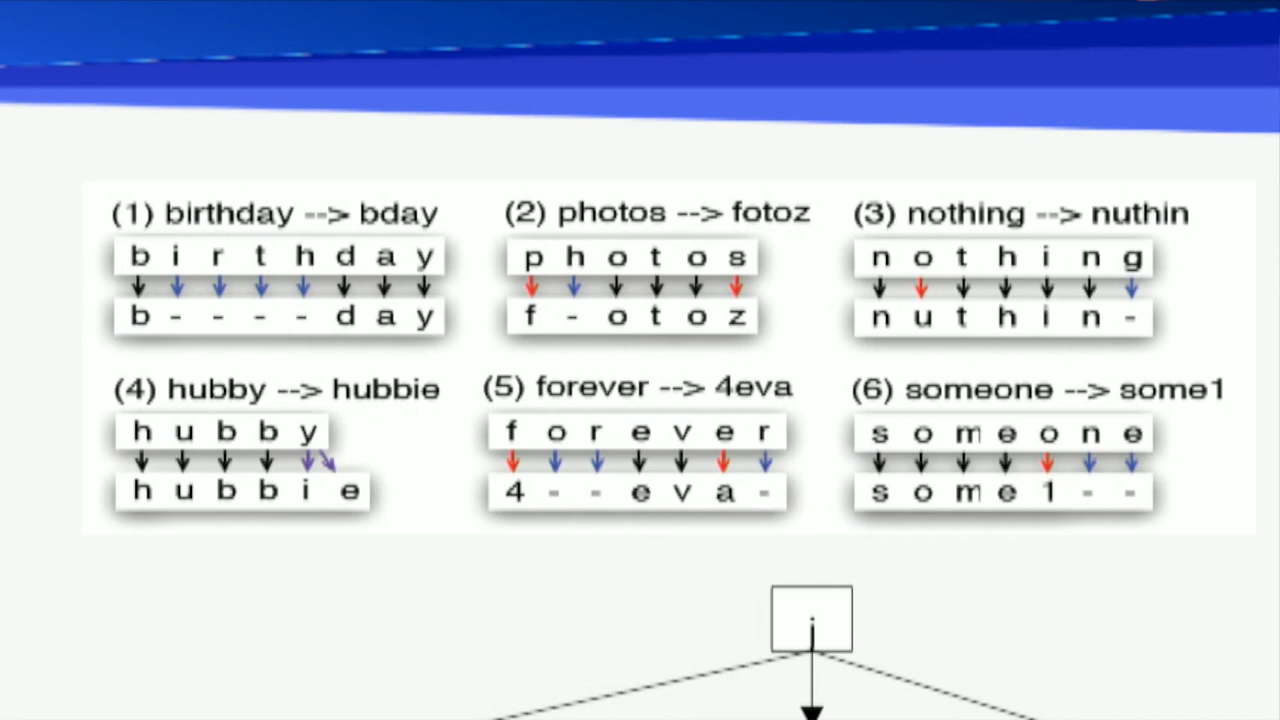 (1) birthday --> bday
b i r t h d a y
b - - - - d a y
(2) photos --> fotoz
p h o t o s
f - o t o z
(3) nothing --> nuthin
n o t h i n g
n u t h i n -
(4) hubby --> hubbie
h u b b y
h u b b i e
(5) forever --> 4eva
f o r e v e r
4 - - e v a -
(6) someone --> some1
s o m e o n e
s o m e 1 - -
j